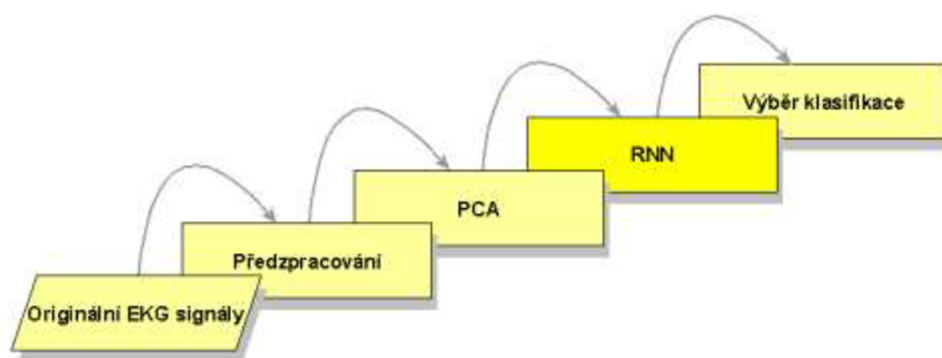 Originální EKG signály
Předzpracování
PCA
RNN
Výběr klasifikace